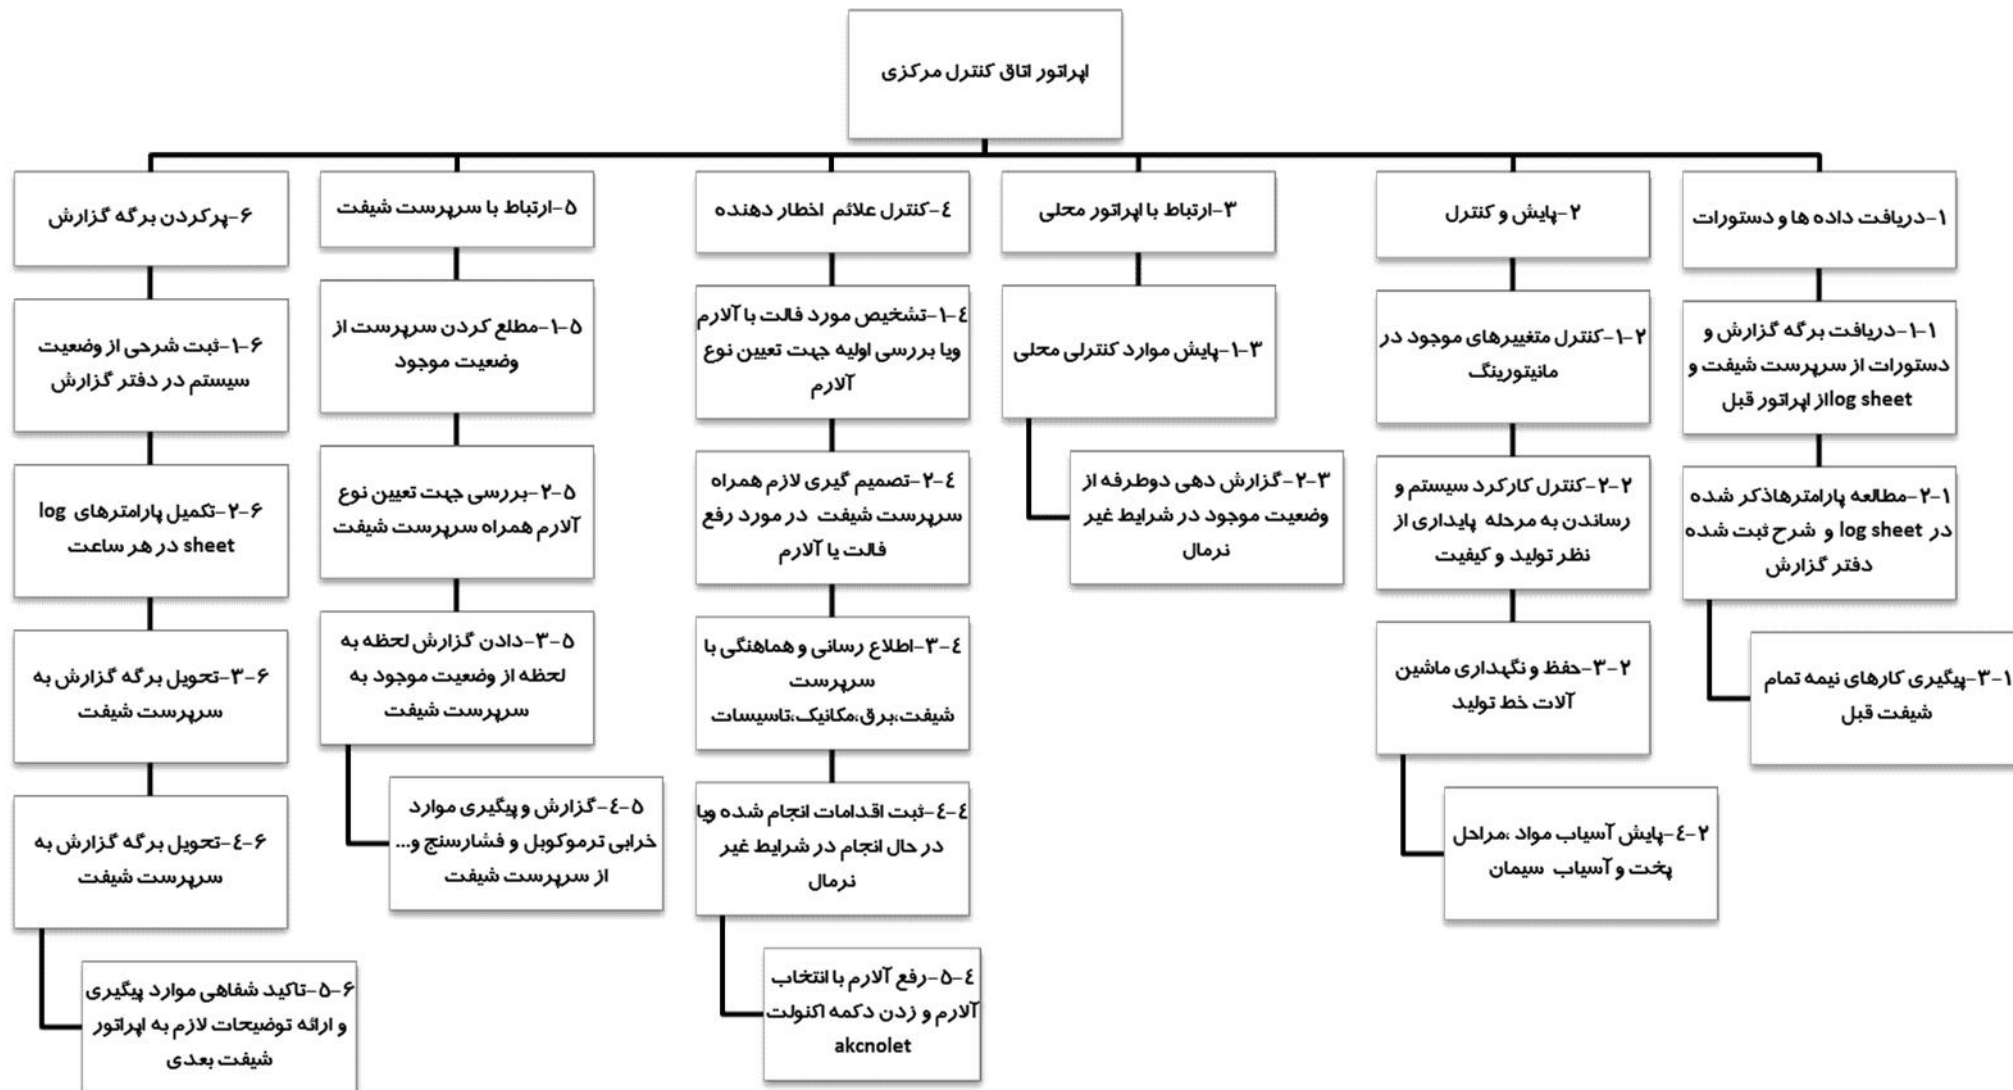 اپراتور اتاق کنترل مرکزی
۱-دریافت داده ها و دستورات
۱-۱-دریافت برگه گزارش و
دستورات از سرپرست شیفت و
log sheetاز اپراتور قبل
۱-۲-مطالعه پارامترهاذکر شده
در log sheet و شرح ثبت شده
دفتر گزارش
۱-۳-پیگیری کارهای نیمه تمام
شیفت قبل
۲-پایش و کنترل
۲-۱-کنترل متغییرهای موجود در
مانیتورینگ
۲-۲-کنترل کارکرد سیستم و
رساندن به مرحله پایداری از
نظر تولید و کیفیت
۲-۳-حفظ و نگهداری ماشین
آلات خط تولید
۲-۴-پایش آسیاب مواد ،مراحل
پخت و آسیاب سیمان
۳-ارتباط با اپراتور محلی
۳-۱-پایش موارد کنترلی محلی
۳-۲-گزارش دهی دوطرفه از
وضعیت موجود در شرایط غیر
نرمال
۴-کنترل علائم اخطار دهنده
۴-۱-تشخیص مورد فالت با آلارم
ویا بررسی اولیه جهت تعیین نوع
آلارم
۴-۲-تصمیم گیری لازم همراه
سرپرست شیفت در مورد رفع
فالت یا آلارم
۴-۳-اطلاع رسانی و هماهنگی با
سرپرست
شیفت،برق،مکانیک،تاسیسات
۴-۴-ثبت اقدامات انجام شده ویا
در حال انجام در شرایط غیر
نرمال
۴-۵-رفع آلارم با انتخاب
آلارم و زدن دکمه اکنولت
akcnolet
۵-ارتباط با سرپرست شیفت
۵-۱-مطلع کردن سرپرست از
وضعیت موجود
۵-۲-بررسی جهت تعیین نوع
آلارم همراه سرپرست شیفت
۵-۳-دادن گزارش لحظه به
لحظه از وضعیت موجود به
سرپرست شیفت
۵-۴-گزارش و پیگیری موارد
خرابی ترموکوبل و فشارسنج و...
از سرپرست شیفت
۶-پرکردن برگه گزارش
۶-۱-ثبت شرحی از وضعیت
سیستم در دفتر گزارش
۶-۲-تکمیل پارامترهای log
sheet در هر ساعت
۶-۳-تحویل برگه گزارش به
سرپرست شیفت
۶-۴-تحویل برگه گزارش به
سرپرست شیفت
۶-۵-تاکید شفاهی موارد پیگیری
و ارائه توضیحات لازم به اپراتور
شیفت بعدی